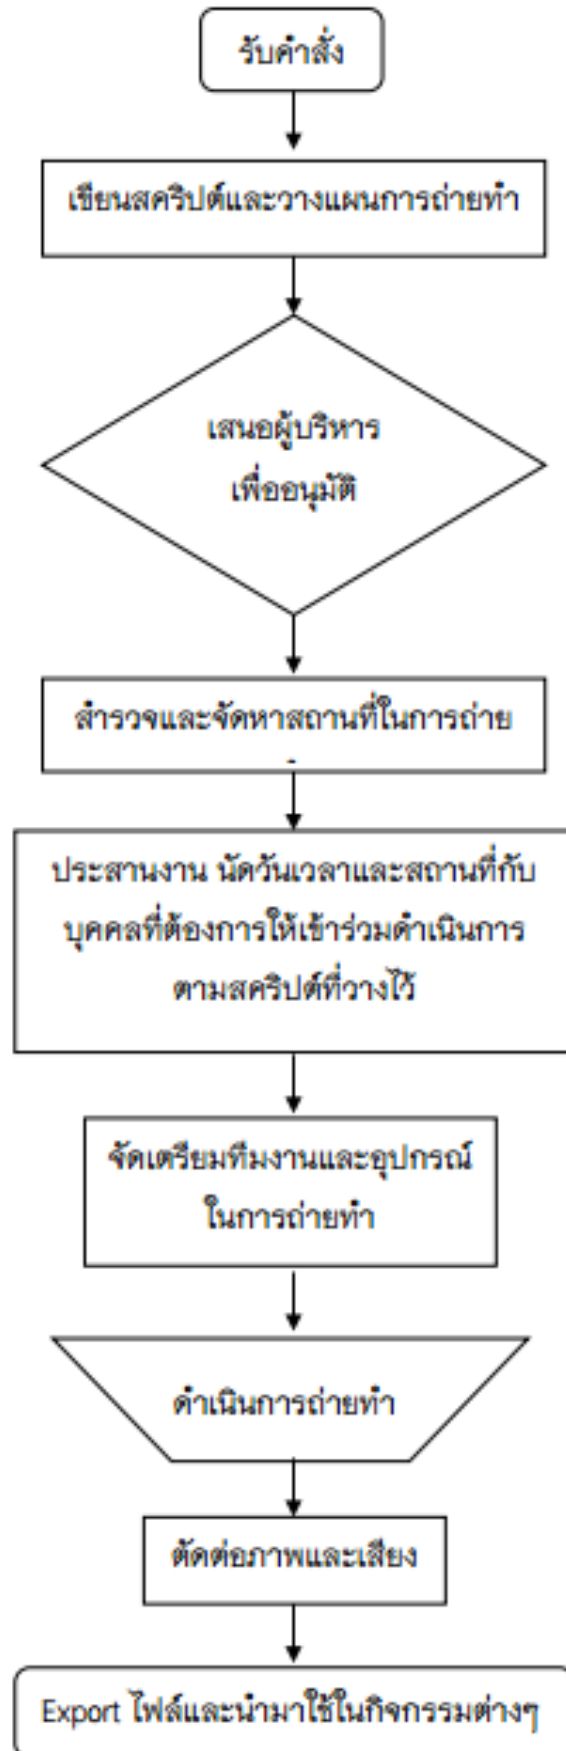 รับคำสั่ง
เขียนสคริปต์และวางแผนการถ่ายทำ
เสนอผู้บริหาร
เพื่ออนุมัติ
สำรวจและจัดหาสถานที่ในการถ่าย
ประสานงาน นัดวันเวลาและสถานที่กับ
บุคคลที่ต้องการให้เข้าร่วมดำเนินการ
ตามสคริปต์ที่วางไว้
จัดเตรียมทีมงานและอุปกรณ์
ในการถ่ายทำ
ดำเนินการถ่ายทำ
ตัดต่อภาพและเสียง
Export ไฟล์และนำมาใช้ในกิจกรรมต่างๆ